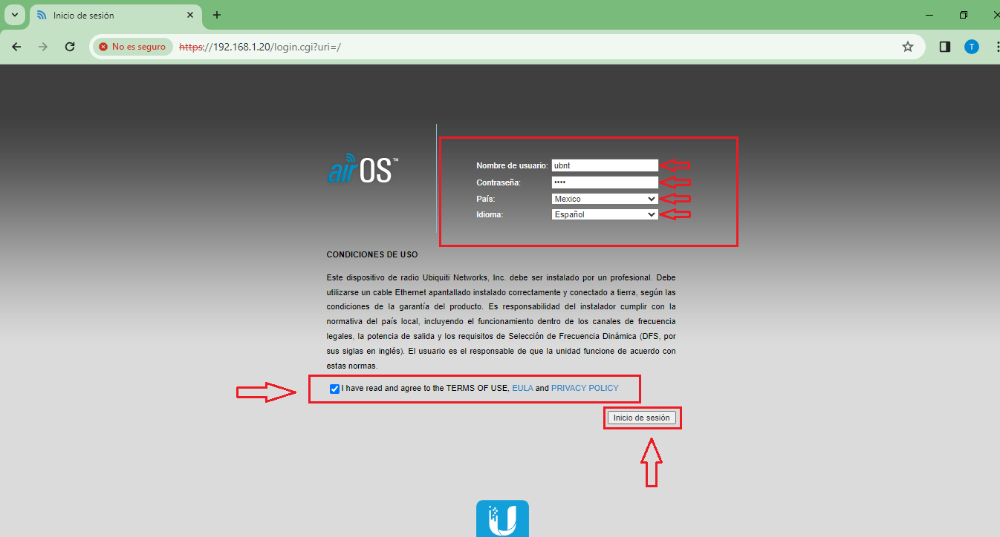 Inicio de sesión
No es seguro
https://192.168.1.20/login.cgi?uri=/
T
airOS™
Nombre de usuario: ubnt
Contraseña: ••••
País: Mexico
Idioma: Español
CONDICIONES DE USO
Este dispositivo de radio Ubiquiti Networks, Inc. debe ser instalado por un profesional. Debe
utilizarse un cable Ethernet apantallado instalado correctamente y conectado a tierra, según las
condiciones de la garantía del producto. Es responsabilidad del instalador cumplir con la
normativa del país local, incluyendo el funcionamiento dentro de los canales de frecuencia
legales, la potencia de salida y los requisitos de Selección de Frecuencia Dinámica (DFS, por
sus siglas en inglés). El usuario es el responsable de que la unidad funcione de acuerdo con
estas normas.
I have read and agree to the TERMS OF USE, EULA and PRIVACY POLICY
Inicio de sesión
U